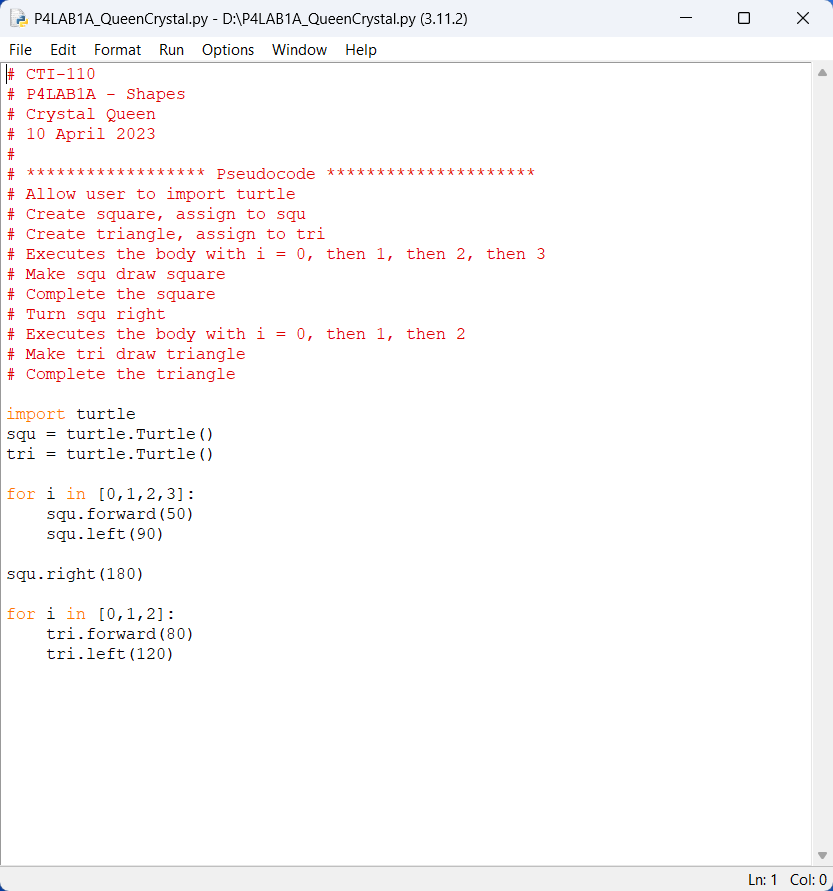 P4LAB1A_QueenCrystal.py - D:\P4LAB1A_QueenCrystal.py (3.11.2)
File Edit Format Run Options Window Help
# CTI-110
# P4LAB1A - Shapes
# Crystal Queen
# 10 April 2023
#
# ****************** Pseudocode *********************
# Allow user to import turtle
# Create square, assign to squ
# Create triangle, assign to tri
# Executes the body with i = 0, then 1, then 2, then 3
# Make squ draw square
# Complete the square
# Turn squ right
# Executes the body with i = 0, then 1, then 2
# Make tri draw triangle
# Complete the triangle
import turtle
squ = turtle.Turtle()
tri = turtle.Turtle()
for i in [0,1,2,3]:
    squ.forward(50)
    squ.left(90)
squ.right(180)
for i in [0,1,2]:
    tri.forward(80)
    tri.left(120)
Ln: 1 Col: 0